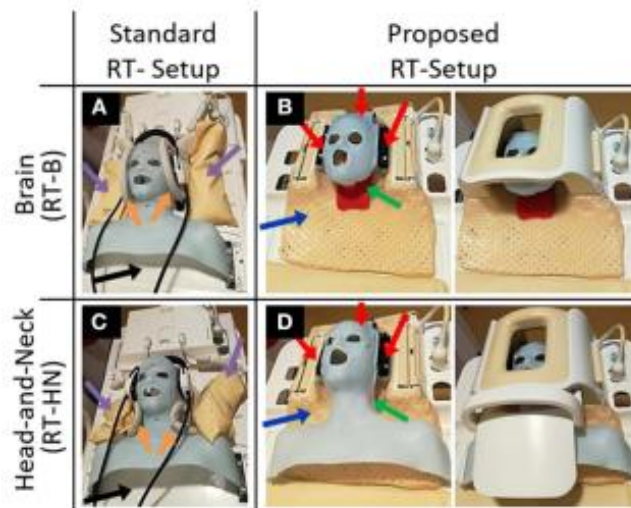 Standard
RT- Setup
Proposed
RT-Setup
Brain
(RT-B)
A
B
Head-and-Neck
(RT-HN)
C
D